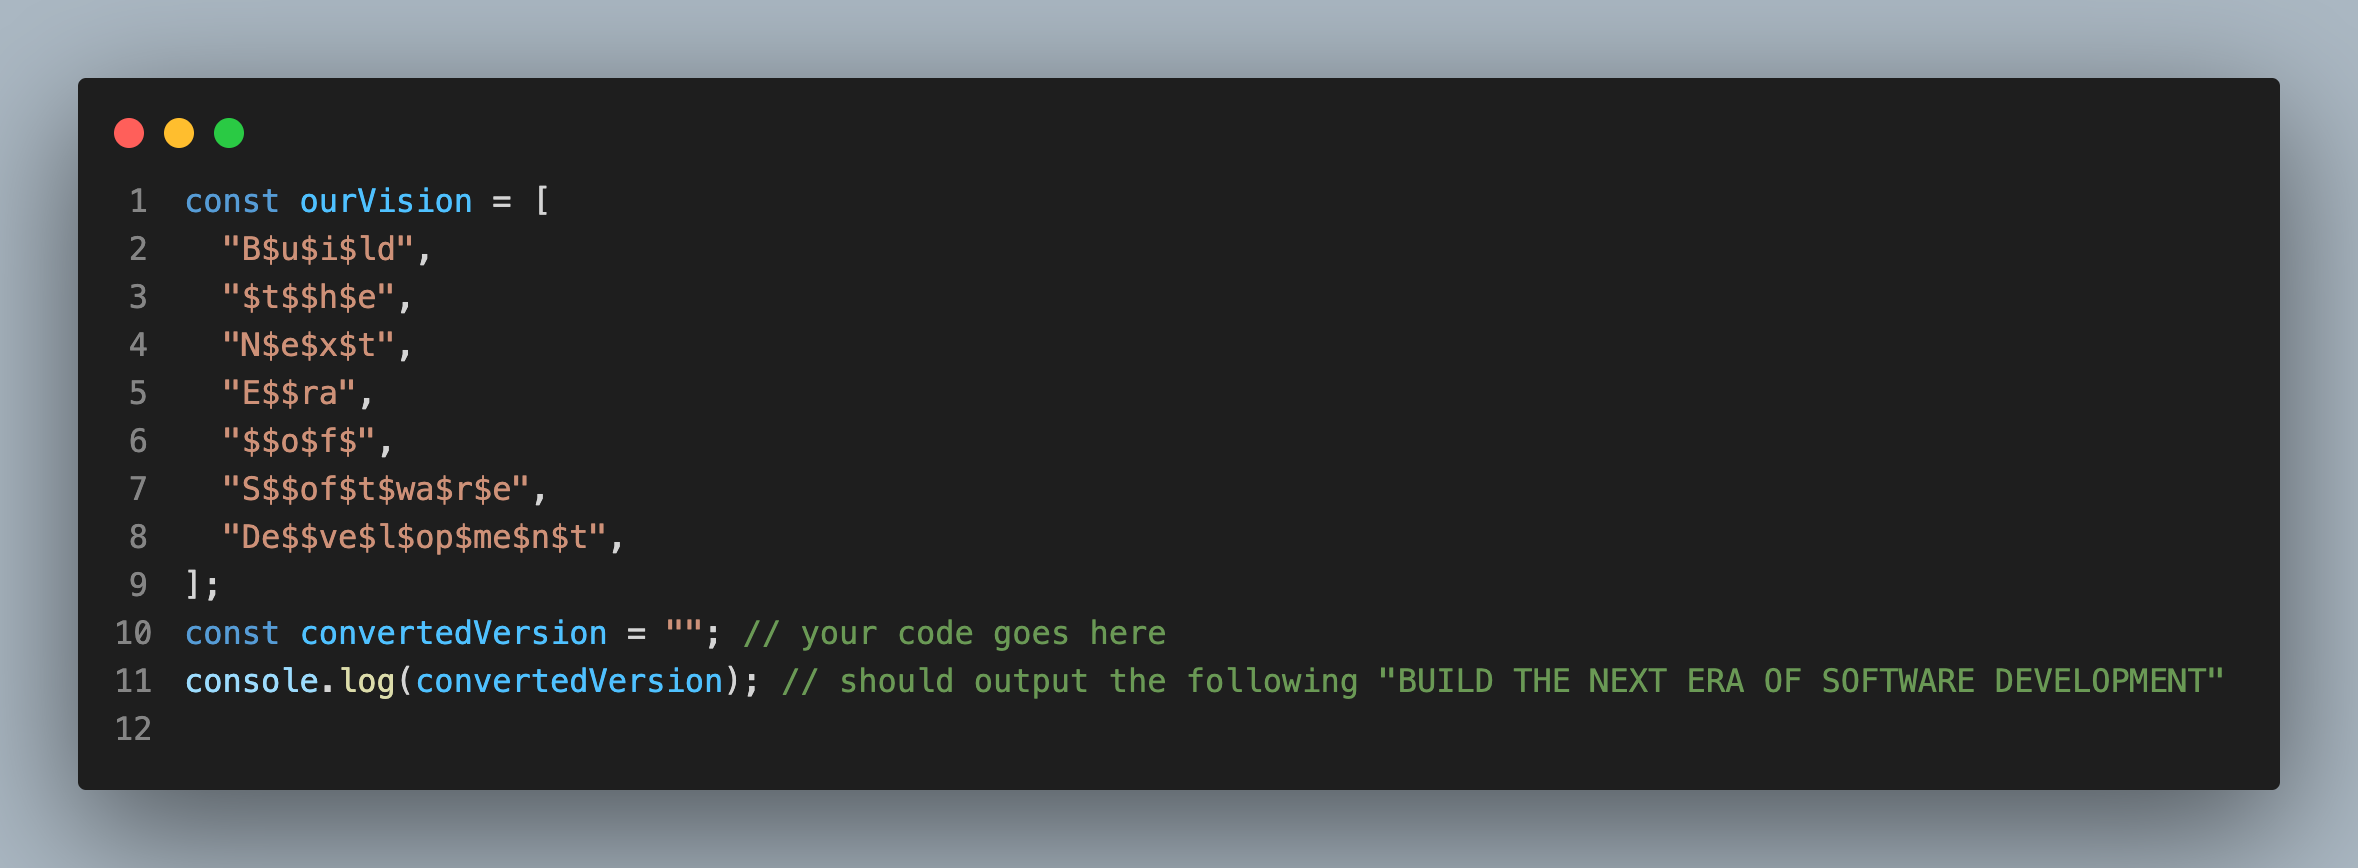 1 const ourVision = [
2   "B$u$i$ld",
3   "$t$$h$e",
4   "N$e$x$t",
5   "E$$ra",
6   "$$o$f$",
7   "S$$of$t$wa$r$e",
8   "De$$ve$l$op$me$n$t",
9 ];
10 const convertedVersion = ""; // your code goes here
11 console.log(convertedVersion); // should output the following "BUILD THE NEXT ERA OF SOFTWARE DEVELOPMENT"
12